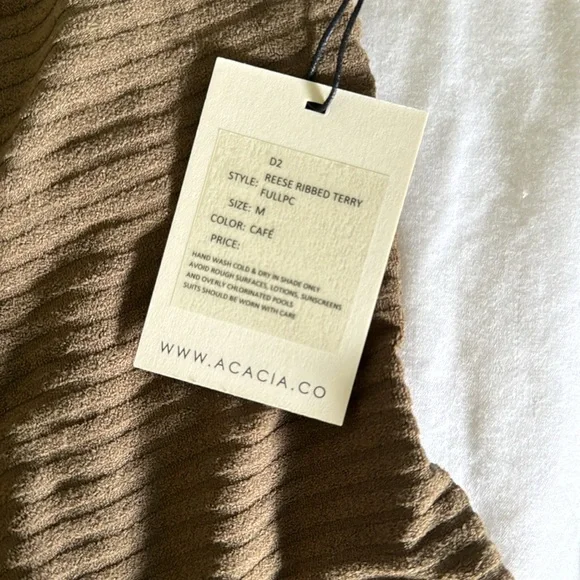 D2
STYLE: REESE RIBBED TERRY
FULLPC
SIZE: M
COLOR: CAFÉ
PRICE:
HAND WASH COLD & DRY IN SHADE ONLY
AVOID ROUGH SURFACES, LOTIONS, SUNSCREENS
AND OVERLY CHLORINATED POOLS
SUITS SHOULD BE WORN WITH CARE
WWW.ACACIA.CO